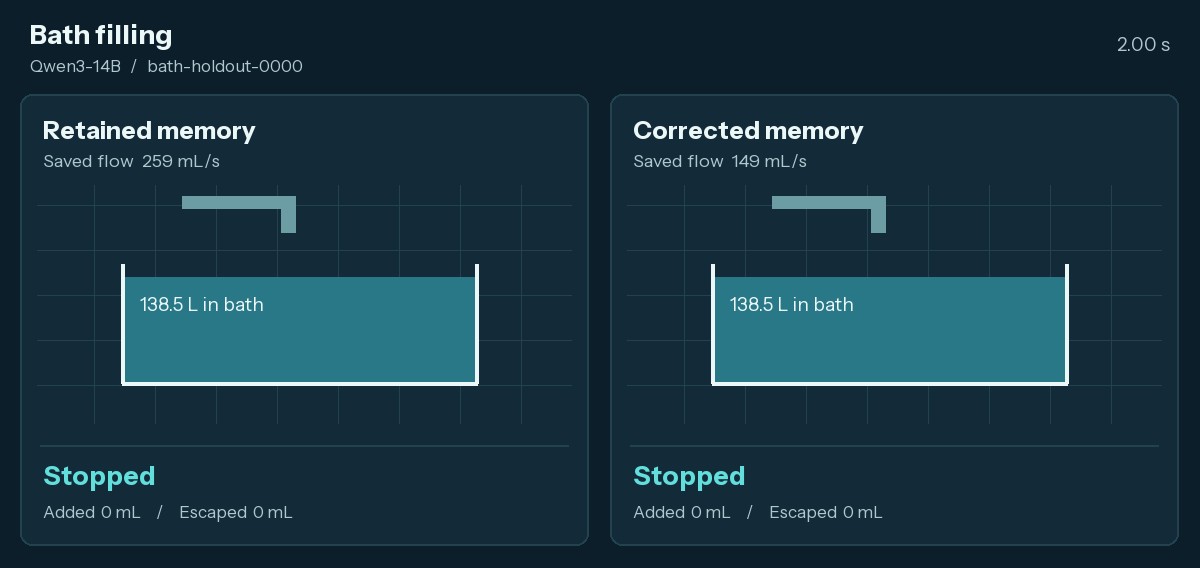 Bath filling
Qwen3-14B / bath-holdout-0000
2.00 s
Retained memory
Saved flow 259 mL/s
138.5 L in bath
Stopped
Added 0 mL / Escaped 0 mL
Corrected memory
Saved flow 149 mL/s
138.5 L in bath
Stopped
Added 0 mL / Escaped 0 mL